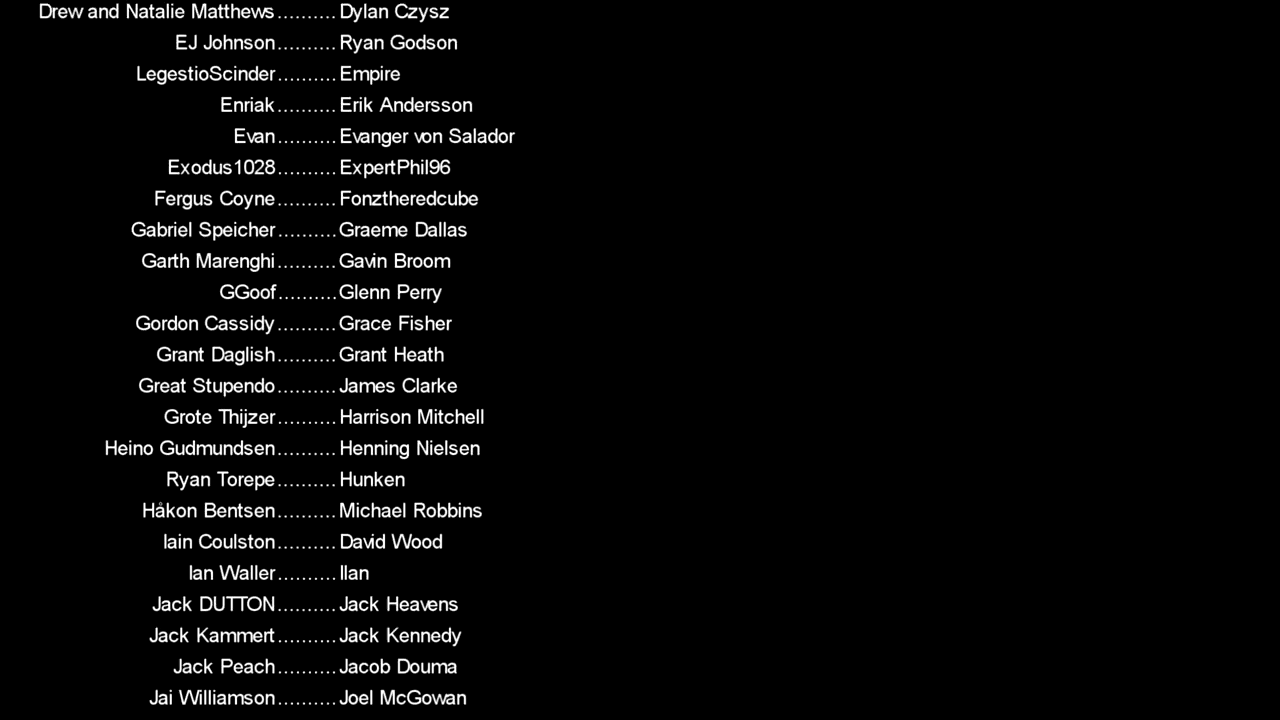 Drew and Natalie Matthews.......... Dylan Czysz
EJ Johnson.......... Ryan Godson
LegestioScinder.......... Empire
Enriak.......... Erik Andersson
Evan.......... Evanger von Salador
Exodus1028.......... ExpertPhil96
Fergus Coyne.......... Fonztheredcube
Gabriel Speicher.......... Graeme Dallas
Garth Marenghi.......... Gavin Broom
GGoof.......... Glenn Perry
Gordon Cassidy.......... Grace Fisher
Grant Daglish.......... Grant Heath
Great Stupendo.......... James Clarke
Grote Thijzer.......... Harrison Mitchell
Heino Gudmundsen.......... Henning Nielsen
Ryan Torepe.......... Hunken
Håkon Bentsen.......... Michael Robbins
Iain Coulston.......... David Wood
Ian Waller.......... Ilan
Jack DUTTON.......... Jack Heavens
Jack Kammert.......... Jack Kennedy
Jack Peach.......... Jacob Douma
Jai Williamson.......... Joel McGowan